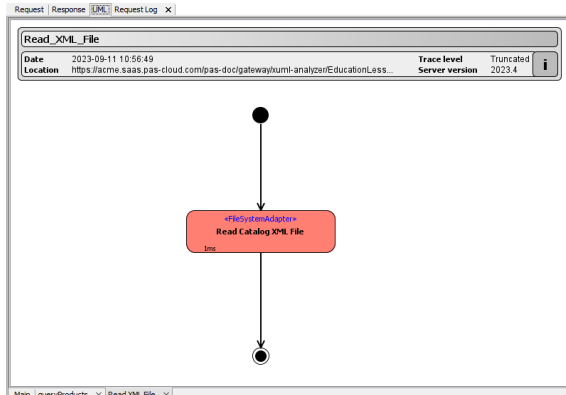 Request Response UML Request Log X
Read_XML_File
Date 2023-09-11 10:56:49 Trace level Truncated
Location https://acme.saas.pas-cloud.com/pas-doc/gateway/xuml-analyzer/EducationLess... Server version 2023.4
i
«FileSystemAdapter»
Read Catalog XML File
1ms
Main queryProducts X Read XML File X